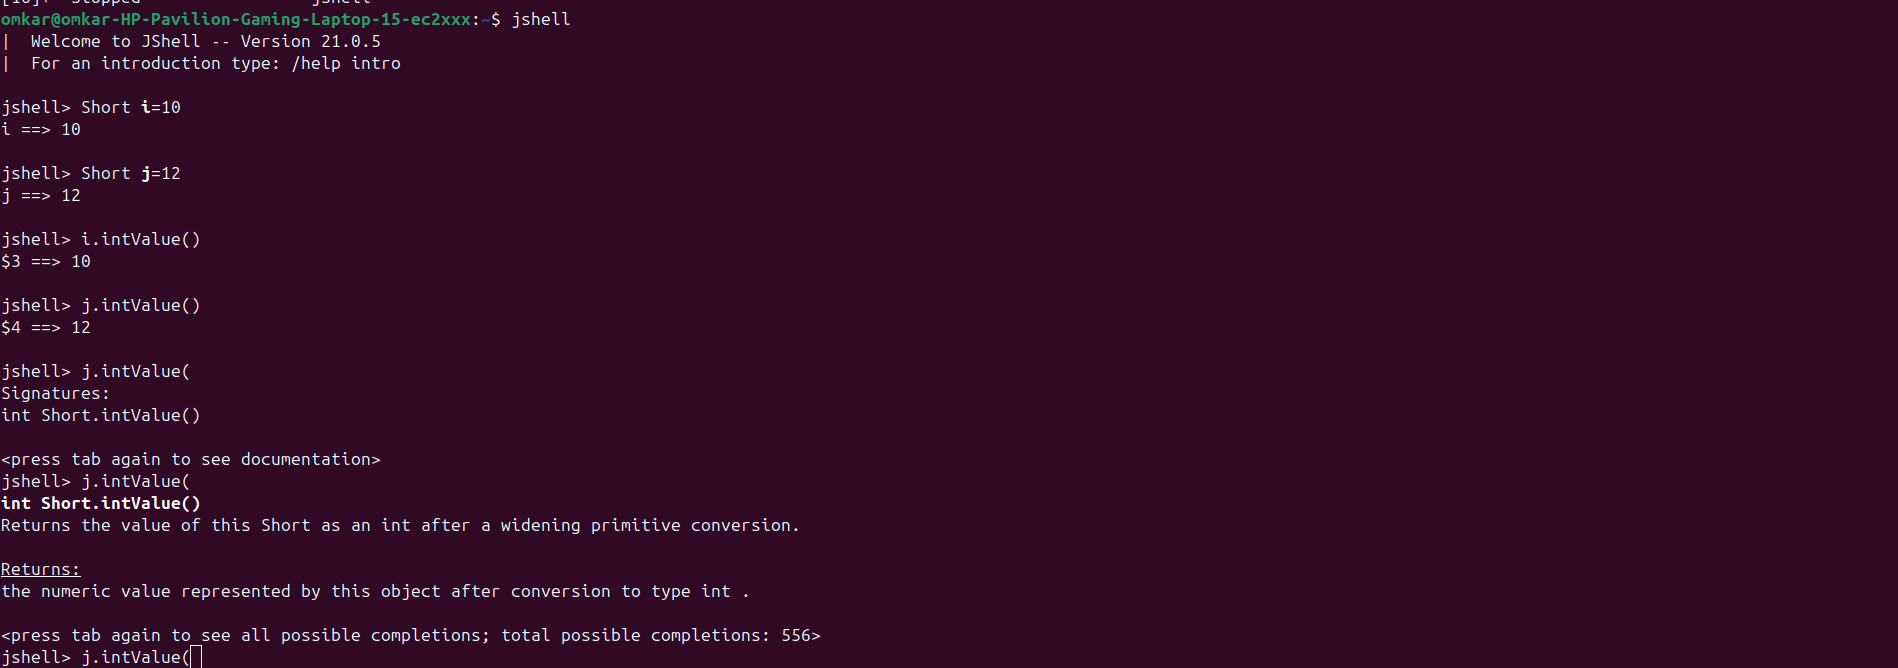 [10]+  Stopped                 jshell
omkar@omkar-HP-Pavilion-Gaming-Laptop-15-ec2xxx:~$ jshell
|  Welcome to JShell -- Version 21.0.5
|  For an introduction type: /help intro
jshell> Short i=10
i ==> 10
jshell> Short j=12
j ==> 12
jshell> i.intValue()
$3 ==> 10
jshell> j.intValue()
$4 ==> 12
jshell> j.intValue(
Signatures:
int Short.intValue()
<press tab again to see documentation>
jshell> j.intValue(
int Short.intValue()
Returns the value of this Short as an int after a widening primitive conversion.
Returns:
the numeric value represented by this object after conversion to type int .
<press tab again to see all possible completions; total possible completions: 556>
jshell> j.intValue(